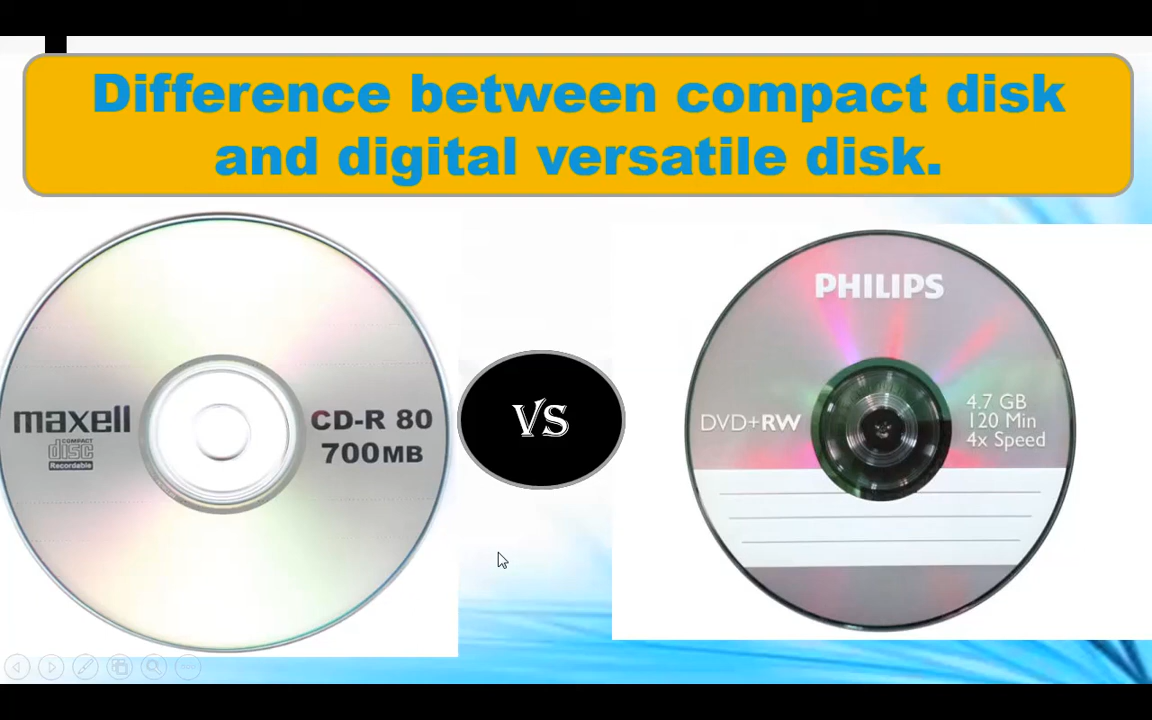 Difference between compact disk
and digital versatile disk.
maxell
COMPACT
disc
Recordable
CD-R 80
700MB
VS
PHILIPS
DVD+RW
4.7 GB
120 Min
4x Speed